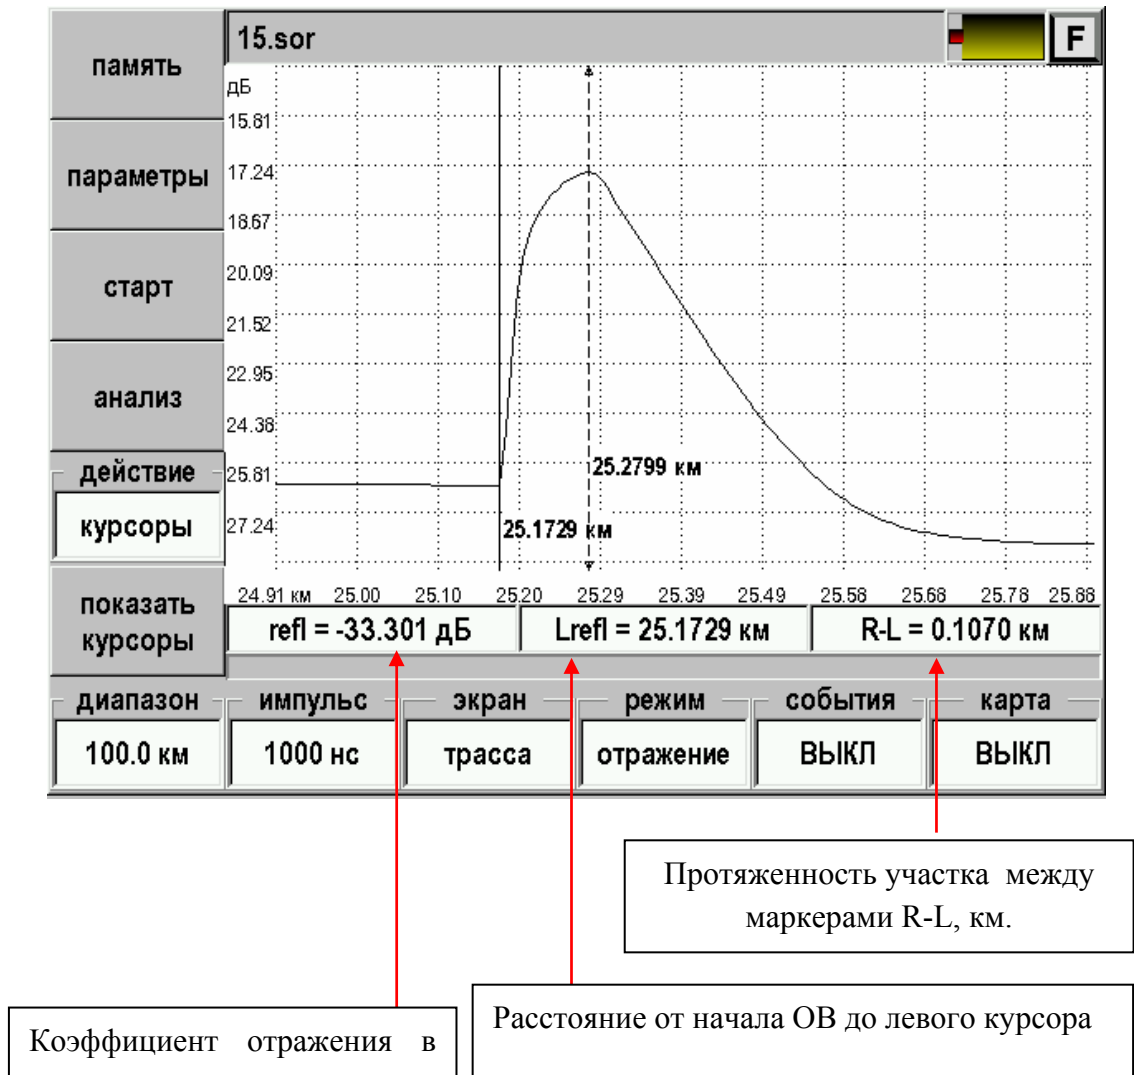 15.sor
F
память
параметры
старт
анализ
действие
курсоры
показать
курсоры
дБ
15.81
17.24
18.67
20.09
21.52
22.95
24.38
25.81
27.24
25.2799 км
25.1729 км
24.91 км 25.00 25.10 25.20 25.29 25.39 25.49 25.58 25.68 25.78 25.88
refl = -33.301 дБ
Lrefl = 25.1729 км
R-L = 0.1070 км
диапазон
100.0 км
импульс
1000 нс
экран
трасса
режим
отражение
события
ВЫКЛ
карта
ВЫКЛ
Протяженность участка между
маркерами R-L, км.
Расстояние от начала ОВ до левого курсора
Коэффициент отражения в